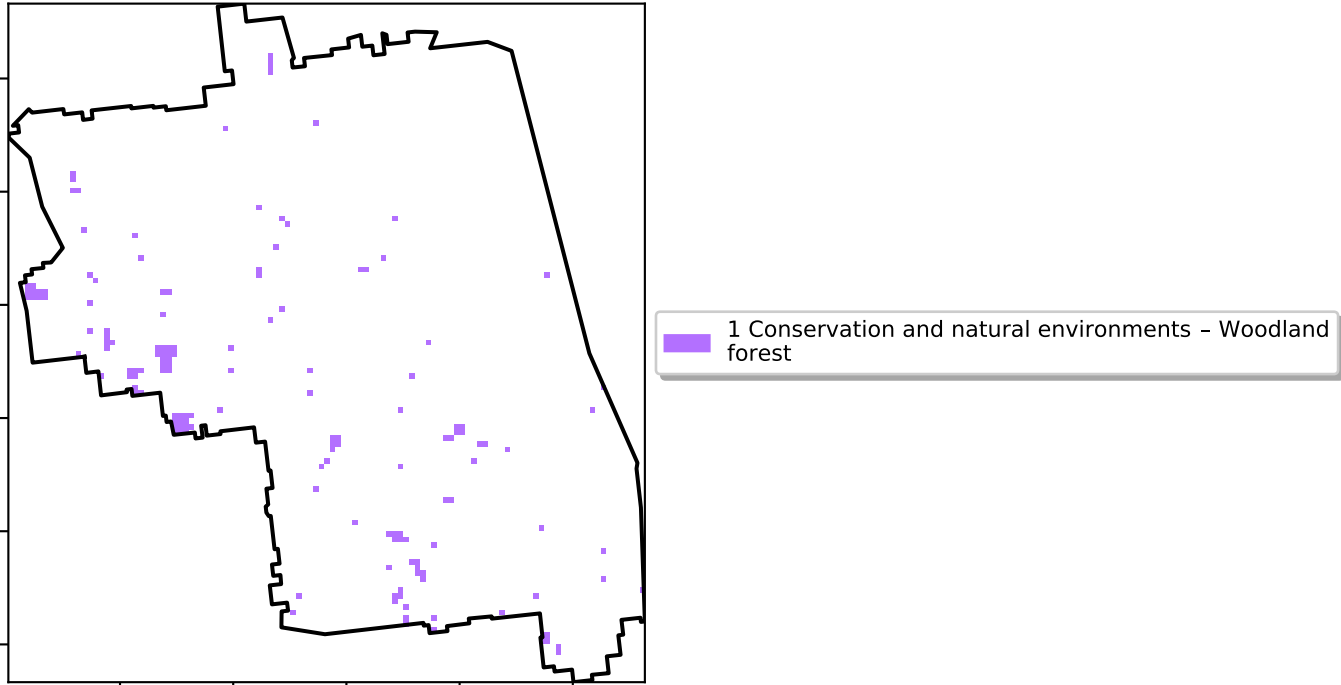 1 Conservation and natural environments – Woodland
forest